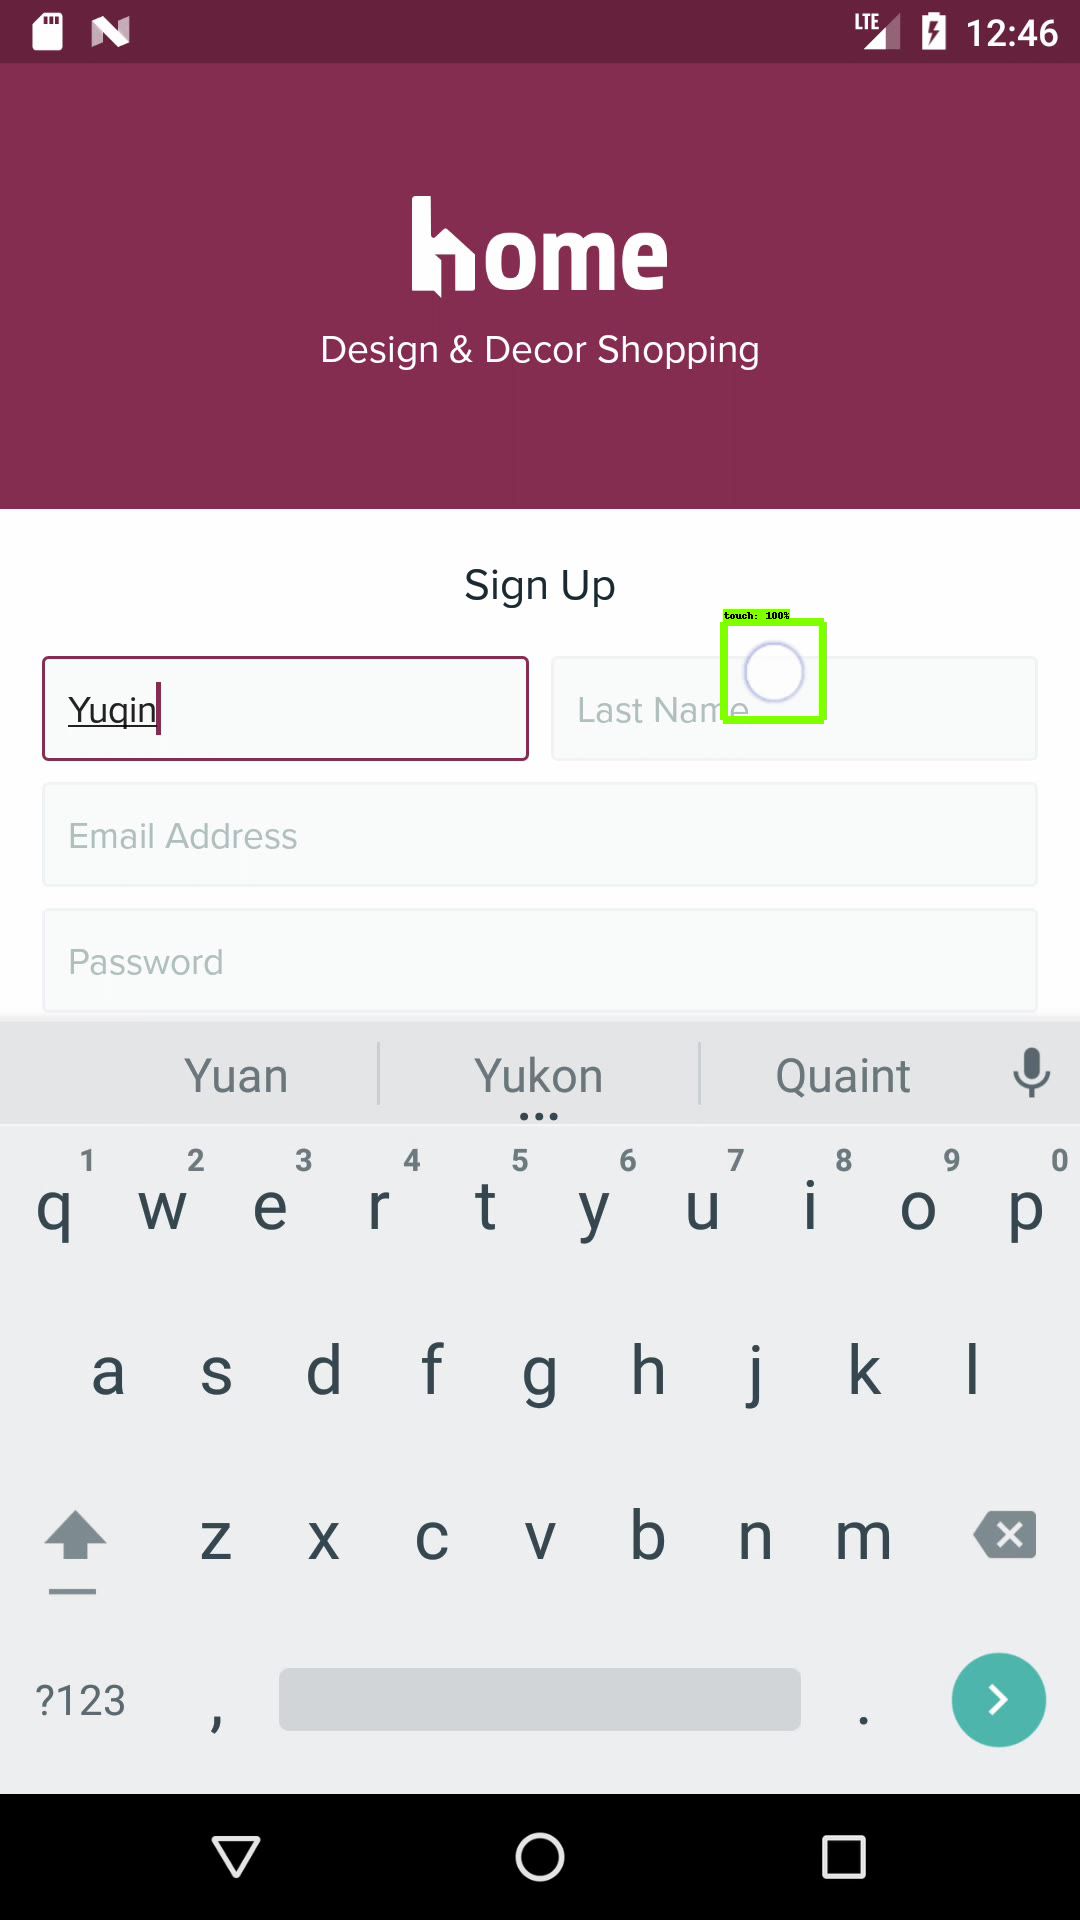 LTE 12:46
home
Design & Decor Shopping
Sign Up
touch: 100%
Yuqin Last Name
Email Address
Password
Yuan Yukon Quaint
1 2 3 4 5 6 7 8 9 0
q w e r t y u i o p
a s d f g h j k l
z x c v b n m
?123 , .